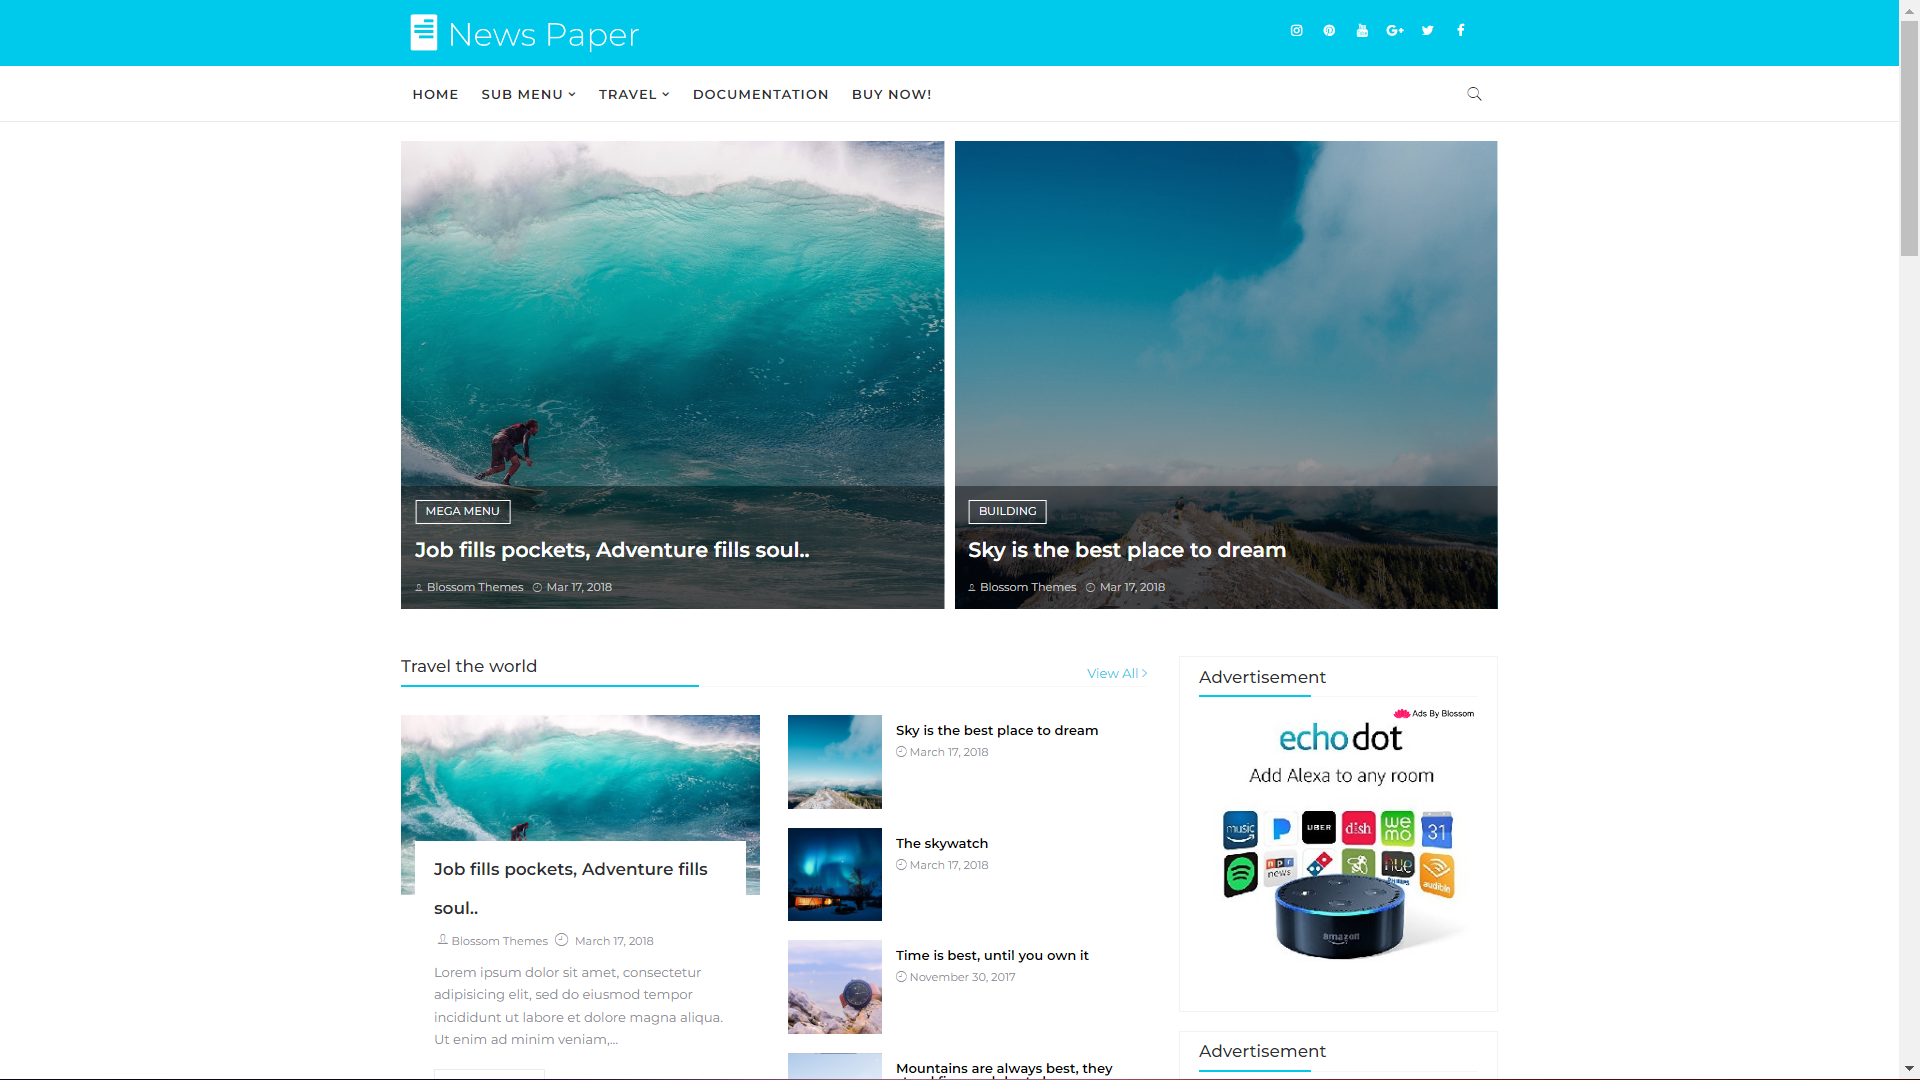 News Paper
HOME
SUB MENU
TRAVEL
DOCUMENTATION
BUY NOW!
MEGA MENU
Job fills pockets, Adventure fills soul..
Blossom Themes
Mar 17, 2018
BUILDING
Sky is the best place to dream
Blossom Themes
Mar 17, 2018
Travel the world
View All
Job fills pockets, Adventure fills
soul..
Blossom Themes
March 17, 2018
Lorem ipsum dolor sit amet, consectetur
adipisicing elit, sed do eiusmod tempor
incididunt ut labore et dolore magna aliqua.
Ut enim ad minim veniam,...
Sky is the best place to dream
March 17, 2018
The skywatch
March 17, 2018
Time is best, until you own it
November 30, 2017
Mountains are always best, they
Advertisement
Ads By Blossom
echo dot
Add Alexa to any room
music
UBER
dish
we
mo
31
npr
news
hue
audible
amazon
Advertisement